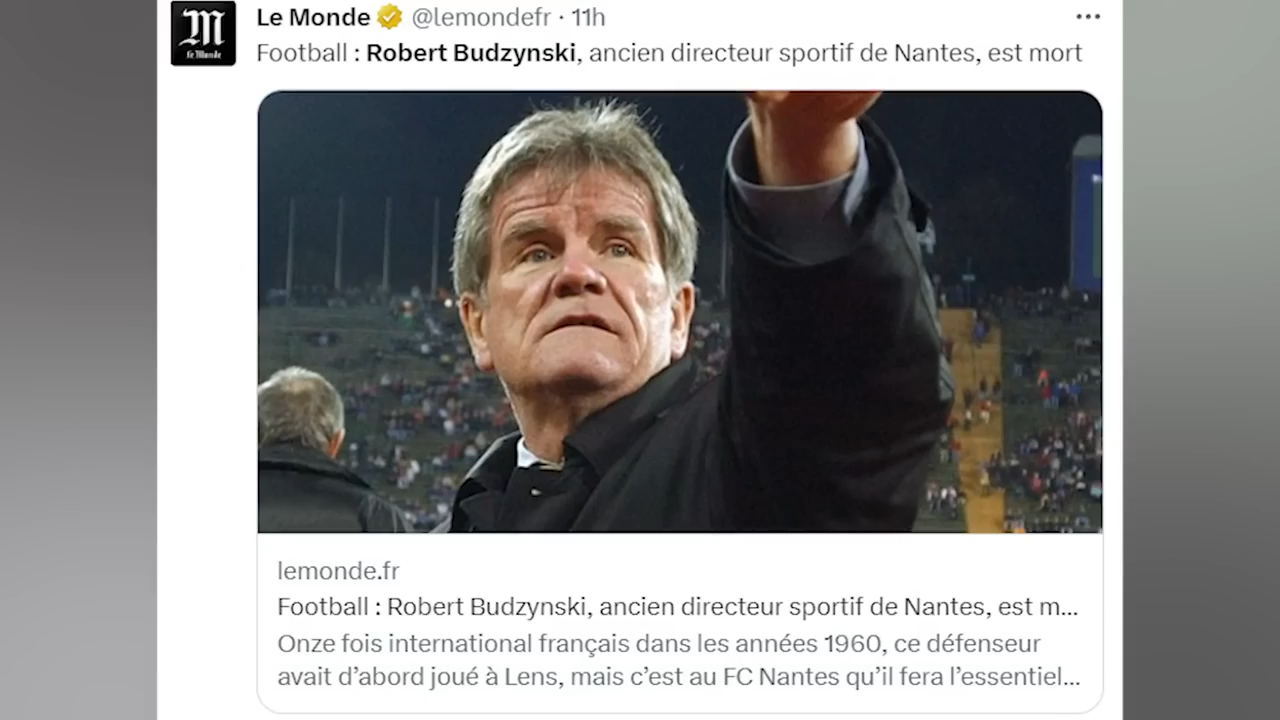 Le Monde @lemondefr · 11h
Football : Robert Budzynski, ancien directeur sportif de Nantes, est mort
M
Le Monde
lemonde.fr
Football : Robert Budzynski, ancien directeur sportif de Nantes, est m...
Onze fois international français dans les années 1960, ce défenseur
avait d’abord joué à Lens, mais c’est au FC Nantes qu’il fera l’essentiel...